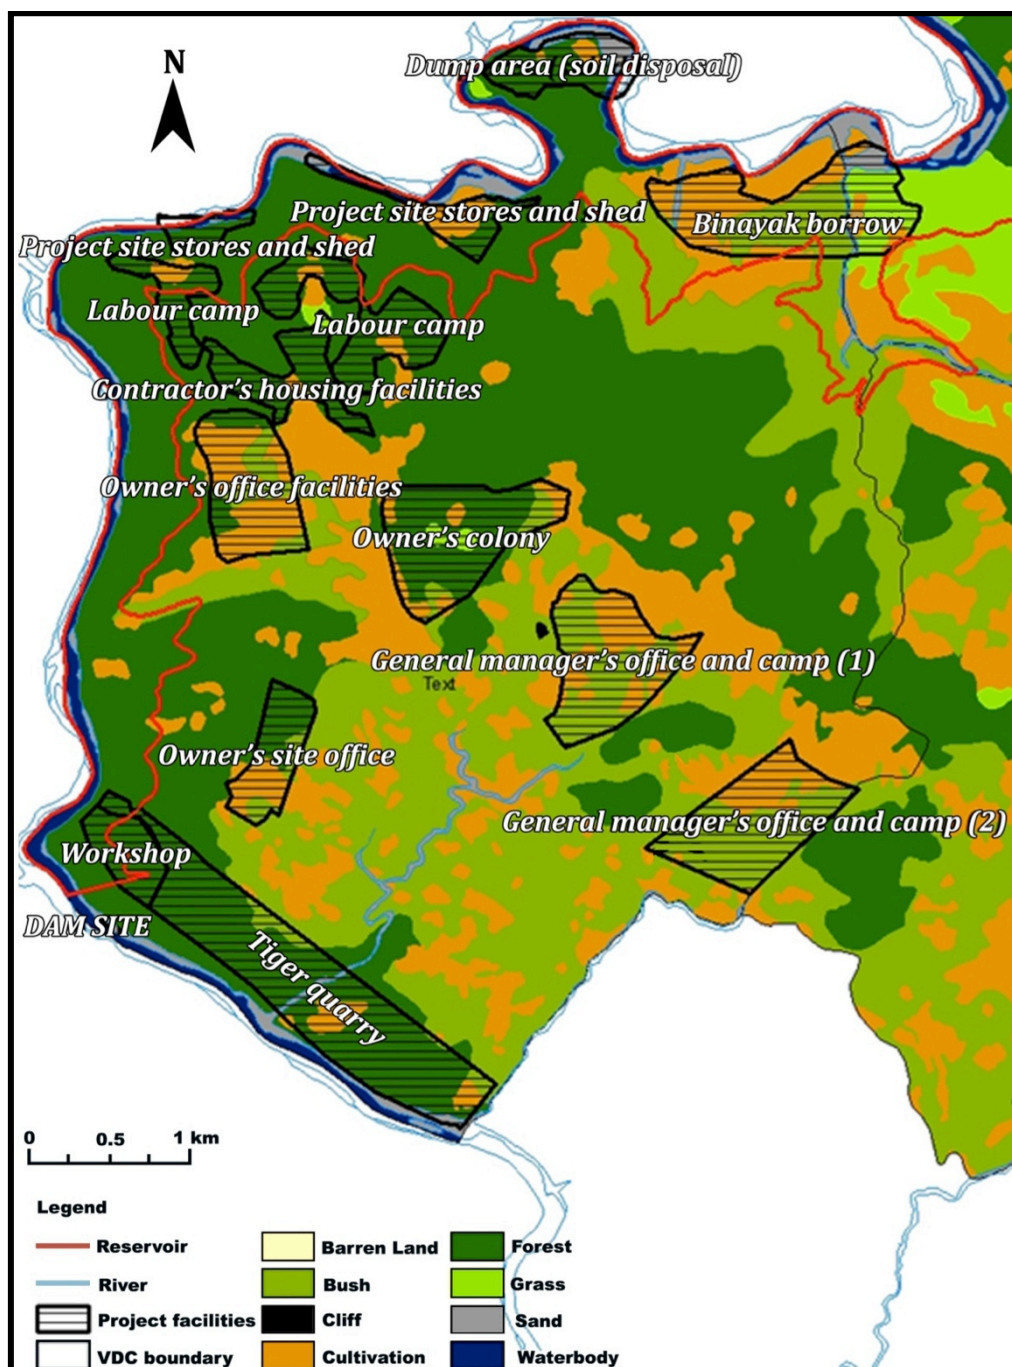 N
Dump area (soil disposal)
Project site stores and shed
Binayak borrow
Project site stores and shed
Labour camp
Labour camp
Contractor's housing facilities
Owner's office facilities
Owner's colony
General manager's office and camp (1)
Text
Owner's site office
General manager's office and camp (2)
Workshop
DAM SITE
Tiger quarry
0 0.5 1 km
Legend
Reservoir Barren Land Forest
River Bush Grass
Project facilities Cliff Sand
VDC boundary Cultivation Waterbody